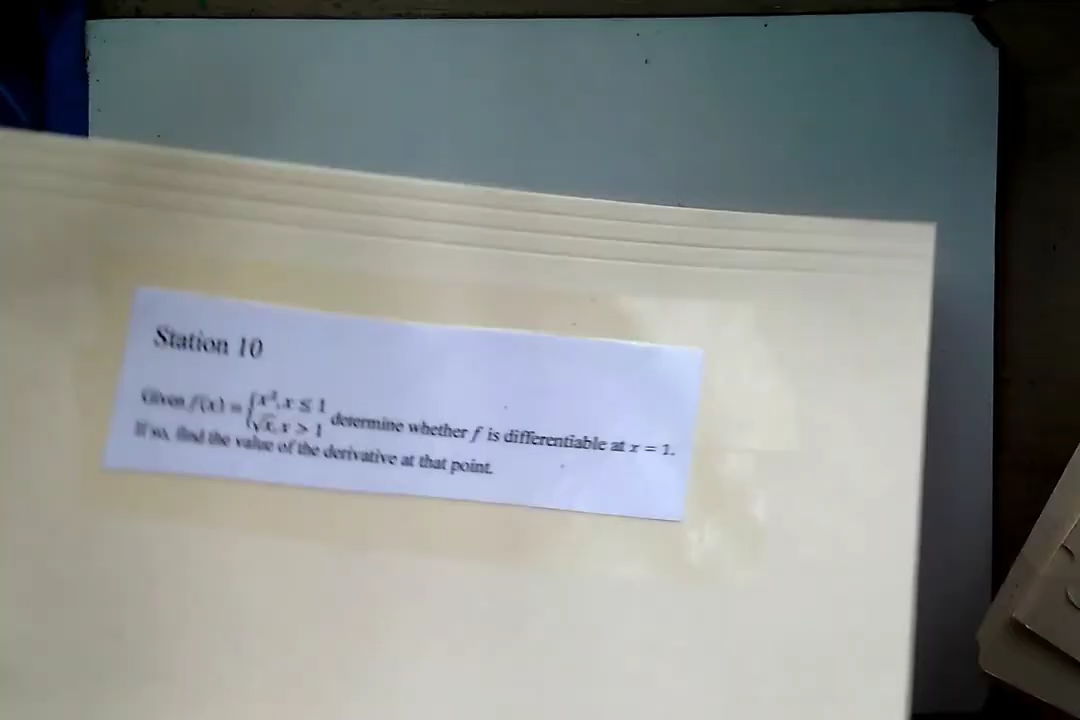 Station 10
Given f(x) = {x², x ≤ 1
√x, x > 1 determine whether f is differentiable at x = 1.
If so, find the value of the derivative at that point.